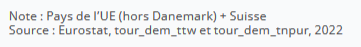 Note : Pays de l'UE (hors Danemark) + Suisse
Source : Eurostat, tour_dem_ttw et tour_dem_tnpur, 2022